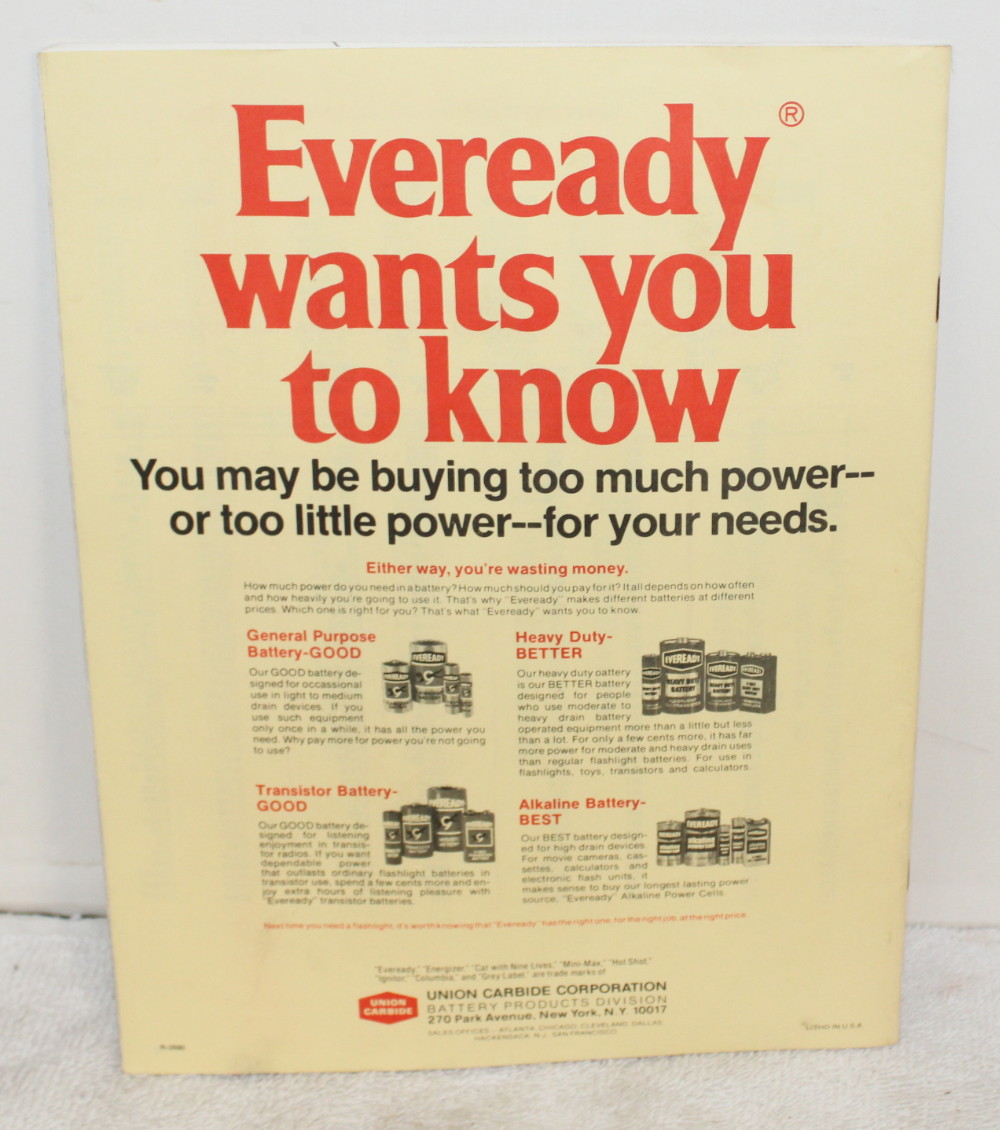 Eveready®
wants you
to know
You may be buying too much power--
or too little power--for your needs.
Either way, you're wasting money.
How much power do you need in a battery? How much should you pay for it? It all depends on how often
and how heavily you're going to use it. That's why "Eveready" makes different batteries at different
prices. Which one is right for you? That's what "Eveready" wants you to know.
General Purpose
Battery-GOOD
Our GOOD battery de-
signed for occassional
use in light to medium
drain devices. If you
use such equipment
only once in a while, it has all the power you
need. Why pay more for power you're not going
to use?
EVEREADY
Heavy Duty-
BETTER
Our heavy duty battery
is our BETTER battery
designed for people
who use moderate to
heavy drain battery
operated equipment more than a little but less
than a lot. For only a few cents more, it has far
more power for moderate and heavy drain uses
than regular flashlight batteries. For use in
flashlights, toys, transistors and calculators.
EVEREADY
HEAVY DUTY
BATTERY
Transistor Battery-
GOOD
Our GOOD battery de-
signed for listening
enjoyment in transis-
tor radios. If you want
dependable power
that outlasts ordinary flashlight batteries in
transistor use, spend a few cents more and en-
joy extra hours of listening pleasure with
"Eveready" transistor batteries.
EVEREADY
Alkaline Battery-
BEST
Our BEST battery design-
ed for high drain devices.
For movie cameras, cas-
settes, calculators and
electronic flash units, it
makes sense to buy our longest lasting power
source, "Eveready" Alkaline Power Cells.
EVEREADY
Next time you need a flashlight, it's worth knowing that "Eveready" has the right one, for the right job, at the right price.
"Eveready," "Energizer," "Cat with Nine Lives," "Mini-Max," "Hot Shot,"
"Ignitor," "Columbia," and "Grey Label" are trade marks of
UNION
CARBIDE
UNION CARBIDE CORPORATION
BATTERY PRODUCTS DIVISION
270 Park Avenue, New York, N.Y. 10017
SALES OFFICES: ATLANTA CHICAGO CLEVELAND DALLAS
HACKENSACK, N.J. SAN FRANCISCO
LITHO IN U.S.A.